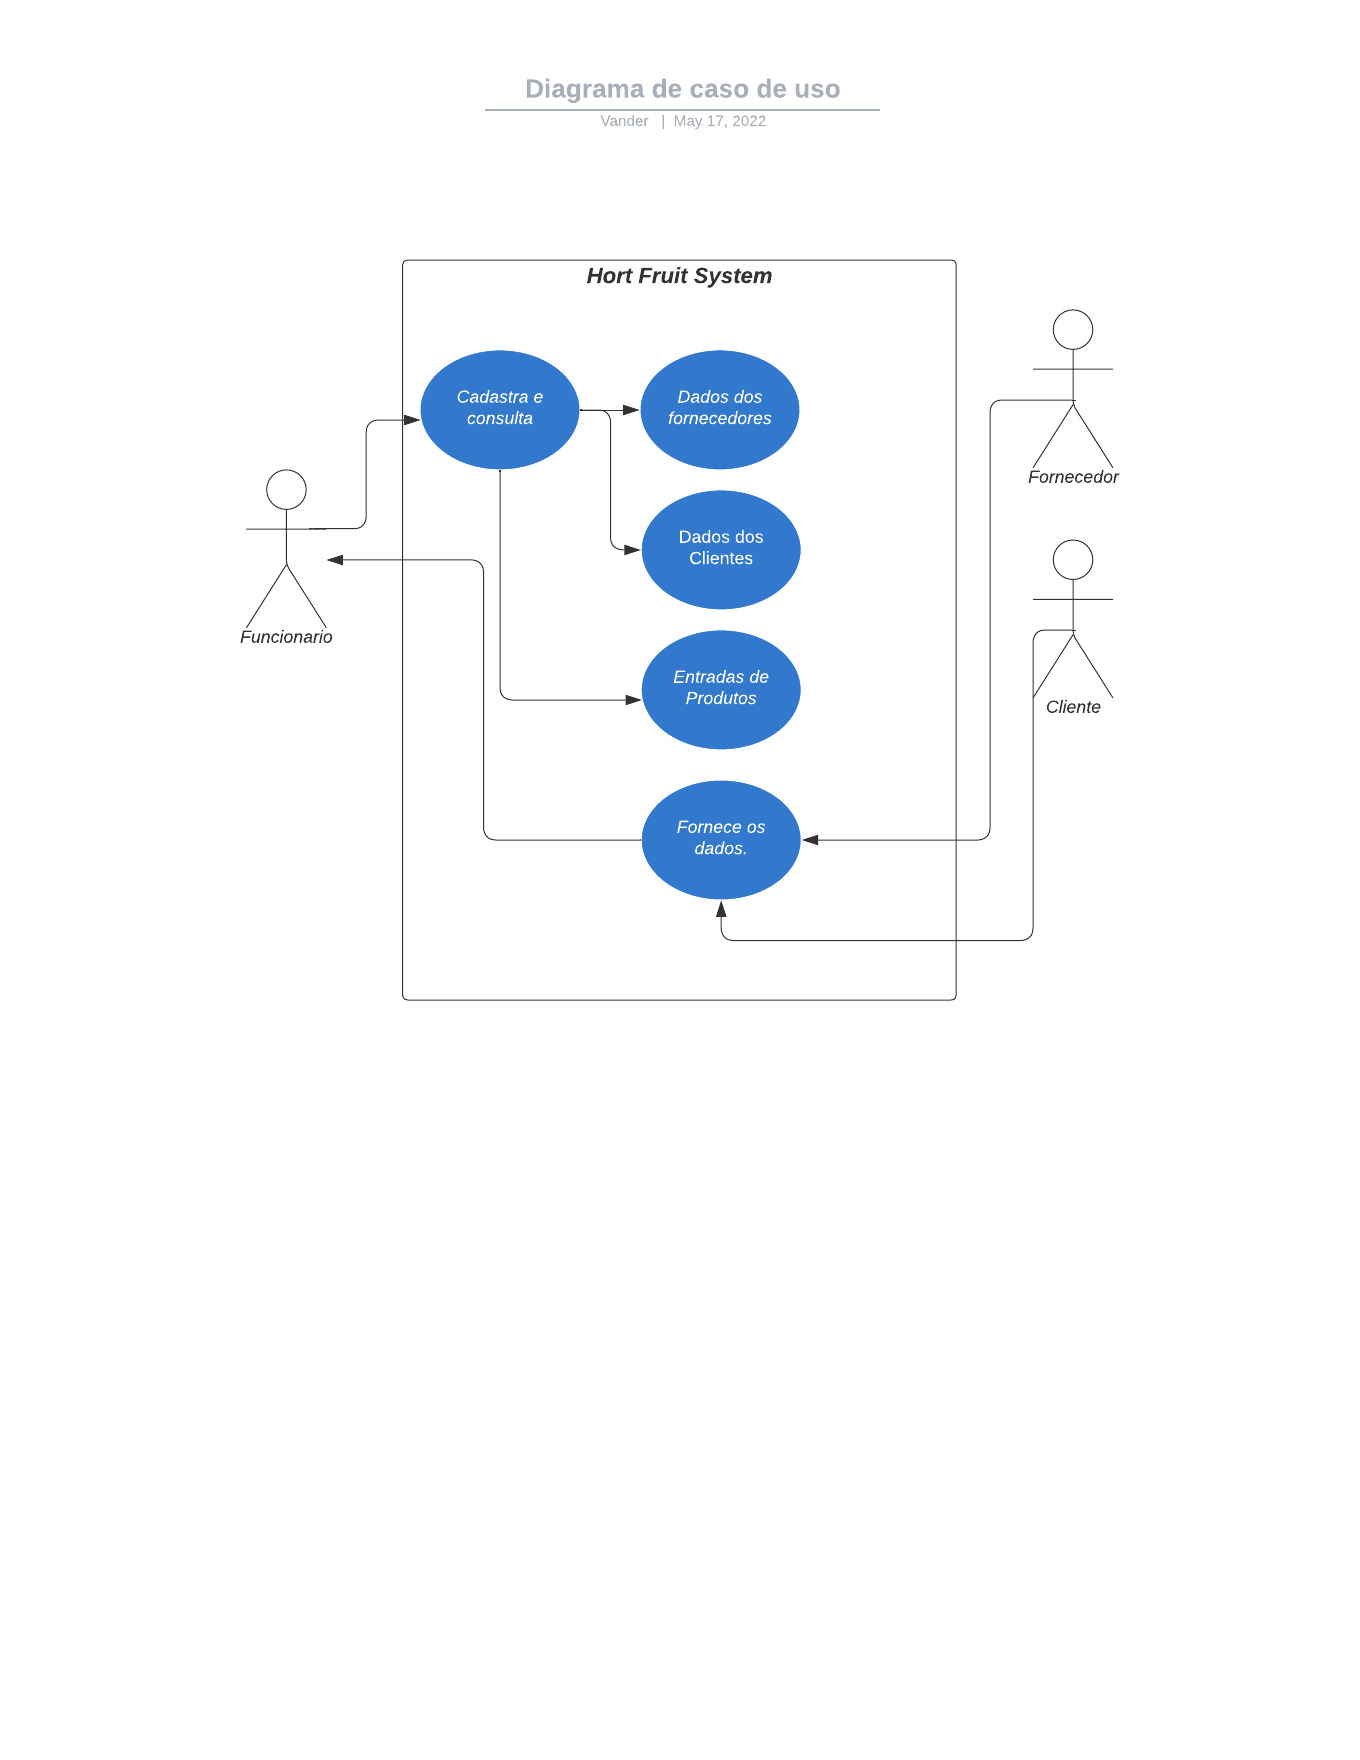 Diagrama de caso de uso
Vander | May 17, 2022
Hort Fruit System
Cadastra e
consulta
Dados dos
fornecedores
Fornecedor
Dados dos
Clientes
Funcionario
Entradas de
Produtos
Cliente
Fornece os
dados.